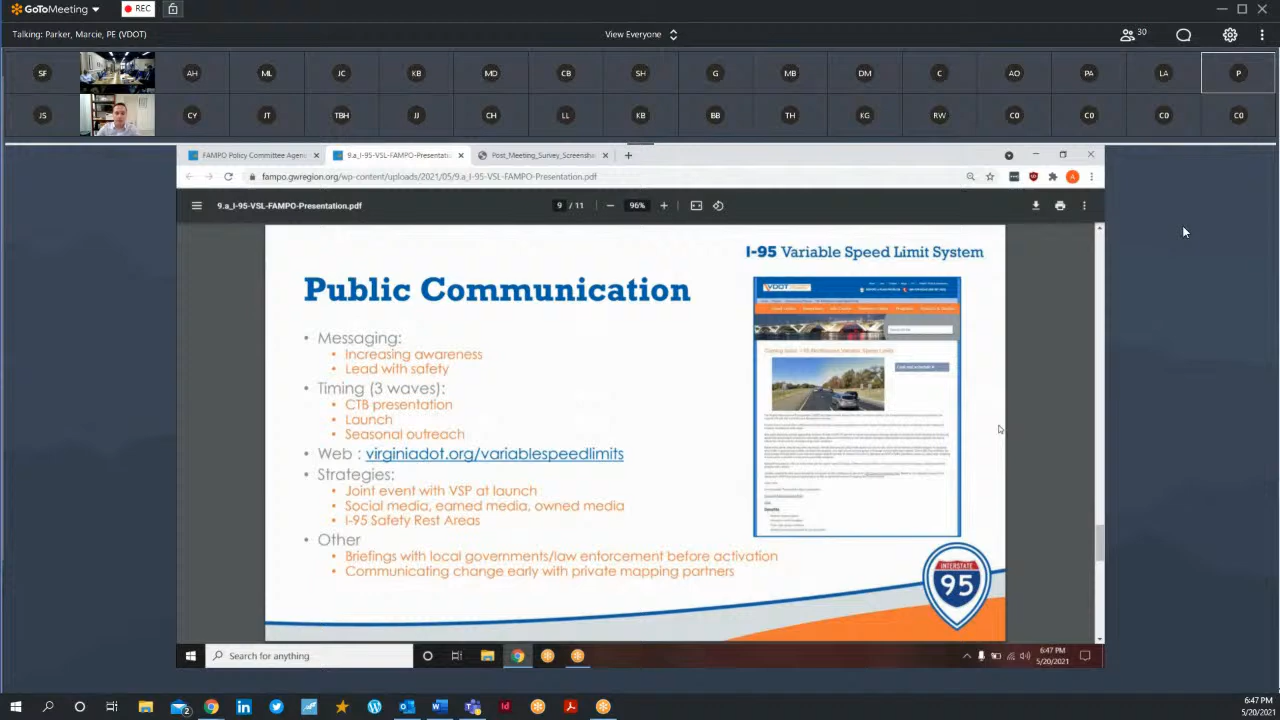 GoToMeeting
REC
Talking: Parker, Marcie, PE (VDOT)
View Everyone
30
SF
AH
ML
JC
KB
MD
CB
SH
G
MB
DM
C
AO
PA
LA
P
JS
CY
JT
TBH
JJ
CH
LL
KB
BB
TH
KG
RW
C0
C0
C0
C0
FAMPO Policy Committee Agen
9.a_I-95-VSL-FAMPO-Presentati
Post_Meeting_Survey_Screensh
fampo.gwregion.org/wp-content/uploads/2021/05/9.a_I-95-VSL-FAMPO-Presentation.pdf
A
9.a_I-95-VSL-FAMPO-Presentation.pdf
9 / 11
96%
I-95 Variable Speed Limit System
Public Communication
VDOT
• Messaging:
• Increasing awareness
• Lead with safety
• Timing (3 waves):
• CTB presentation
• Launch
• Seasonal outreach
• Web : virginiadot.org/variablespeedlimits
• Strategies:
• Joint event with VSP at launch
• Social media, earned media, owned media
• I-95 Safety Rest Areas
• Other
• Briefings with local governments/law enforcement before activation
• Communicating change early with private mapping partners
INTERSTATE
95
Search for anything
6:47 PM
5/20/2021
2
6:47 PM
5/20/2021